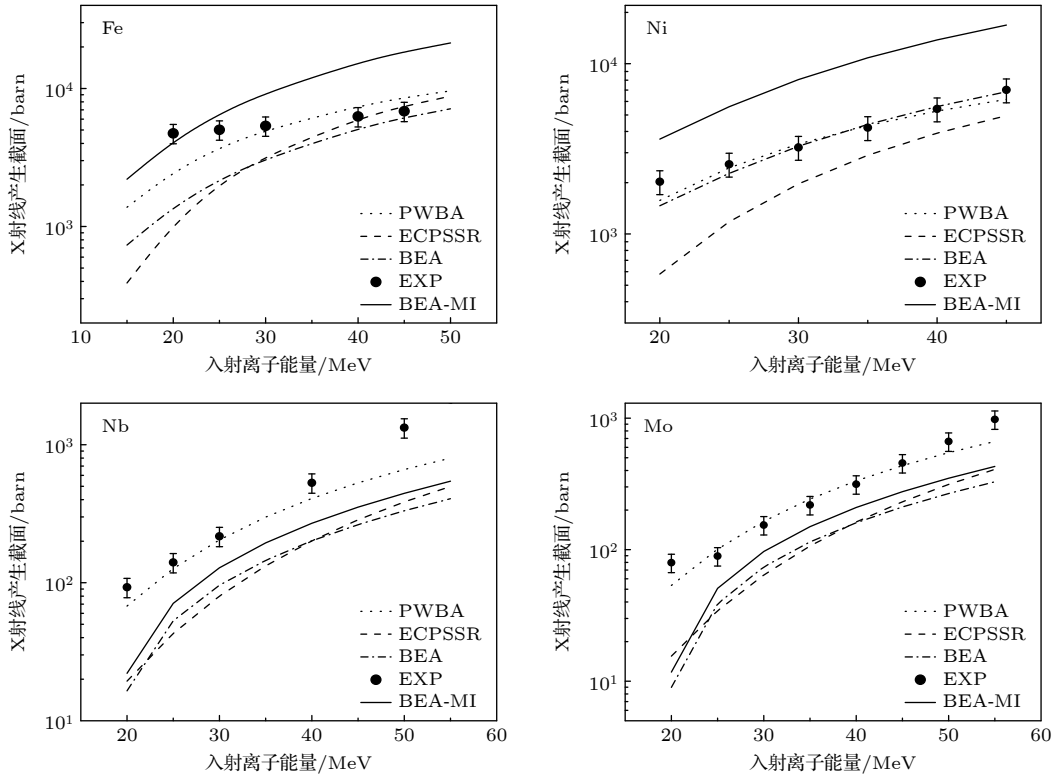 Fe
X射线产生截面/barn
10⁴
10³
10 20 30 40 50
入射离子能量/MeV
PWBA
ECPSSR
BEA
EXP
BEA-MI
Ni
X射线产生截面/barn
10⁴
10³
20 30 40
入射离子能量/MeV
PWBA
ECPSSR
BEA
EXP
BEA-MI
Nb
X射线产生截面/barn
10³
10²
10¹
20 30 40 50 60
入射离子能量/MeV
PWBA
ECPSSR
BEA
EXP
BEA-MI
Mo
X射线产生截面/barn
10³
10²
10¹
20 30 40 50 60
入射离子能量/MeV
PWBA
ECPSSR
BEA
EXP
BEA-MI